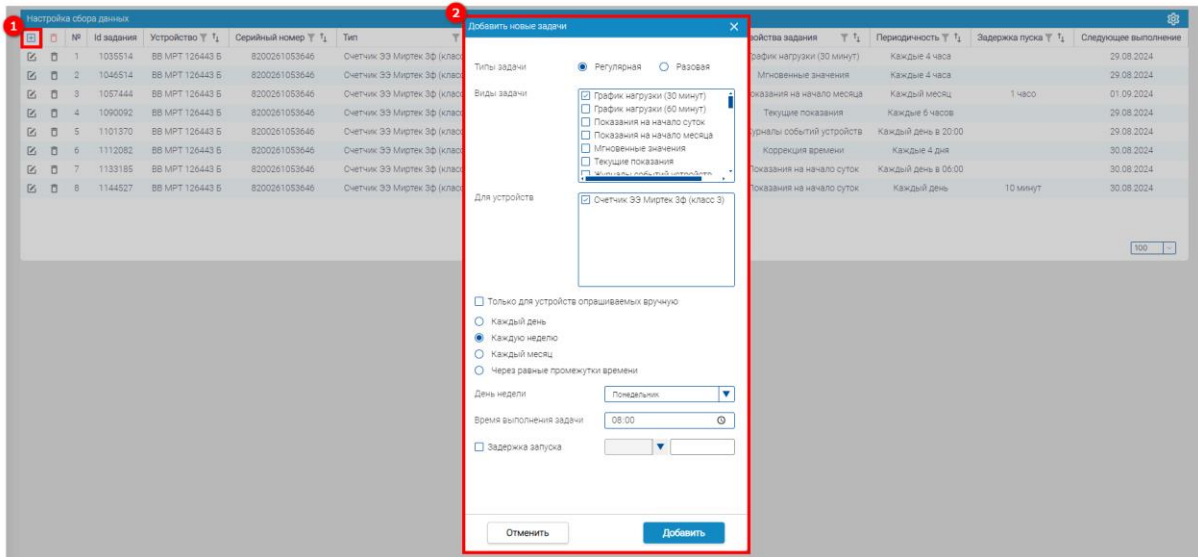 1
2
Настройка сбора данных
№ Id задания Устройство Серийный номер Тип ойства задания Периодичность Задержка пуска Следующее выполнение
1 1035514 ВВ МРТ 126443 Б 8200261053646 Счетчик ЭЭ Миртек 3ф (класс рафик нагрузки (30 минут) Каждые 4 часа 29.08.2024
2 1046514 ВВ МРТ 126443 Б 8200261053646 Счетчик ЭЭ Миртек 3ф (класс Мгновенные значения Каждые 4 часа 29.08.2024
3 1057444 ВВ МРТ 126443 Б 8200261053646 Счетчик ЭЭ Миртек 3ф (класс оказания на начало месяца Каждый месяц 1 часо 01.09.2024
4 1090092 ВВ МРТ 126443 Б 8200261053646 Счетчик ЭЭ Миртек 3ф (класс Текущие показания Каждые 6 часов 29.08.2024
5 1101370 ВВ МРТ 126443 Б 8200261053646 Счетчик ЭЭ Миртек 3ф (класс урналы событий устройств Каждый день в 20:00 29.08.2024
6 1112082 ВВ МРТ 126443 Б 8200261053646 Счетчик ЭЭ Миртек 3ф (класс Коррекция времени Каждые 4 дня 30.08.2024
7 1133185 ВВ МРТ 126443 Б 8200261053646 Счетчик ЭЭ Миртек 3ф (класс Показания на начало суток Каждый день в 06:00 30.08.2024
8 1144527 ВВ МРТ 126443 Б 8200261053646 Счетчик ЭЭ Миртек 3ф (класс Показания на начало суток Каждый день 10 минут 30.08.2024
100
Добавить новые задачи
Типы задачи Регулярная Разовая
Виды задачи График нагрузки (30 минут)
График нагрузки (60 минут)
Показания на начало суток
Показания на начало месяца
Мгновенные значения
Текущие показания
Журналы событий устройств
Для устройств Счетчик ЭЭ Миртек 3ф (класс 3)
Только для устройств опрашиваемых вручную
Каждый день
Каждую неделю
Каждый месяц
Через равные промежутки времени
День недели Понедельник
Время выполнения задачи 08:00
Задержка запуска
Отменить Добавить